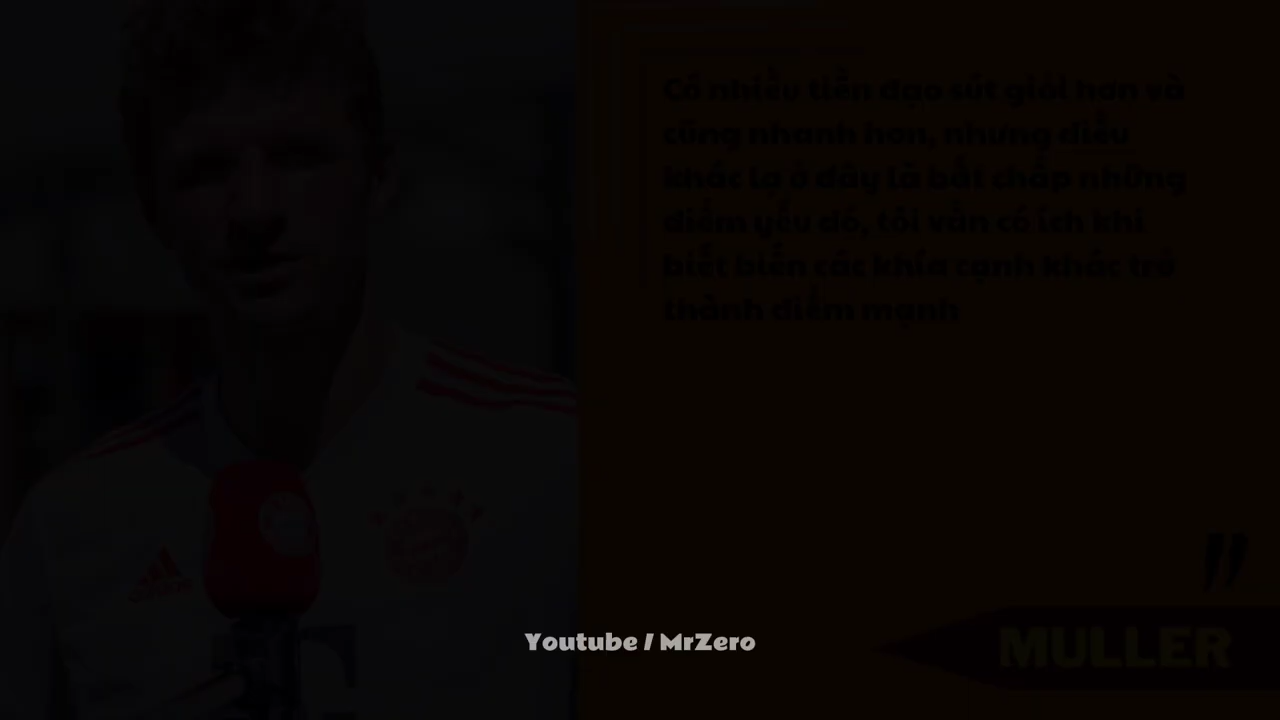 Có nhiều tiền đạo sút giỏi hơn và
cũng nhanh hơn, nhưng điều
khác lạ ở đây là bất chấp những
điểm yếu đó, tôi vẫn có ích khi
biết biến các khía cạnh khác trở
thành điểm mạnh
"
MULLER
Youtube / MrZero